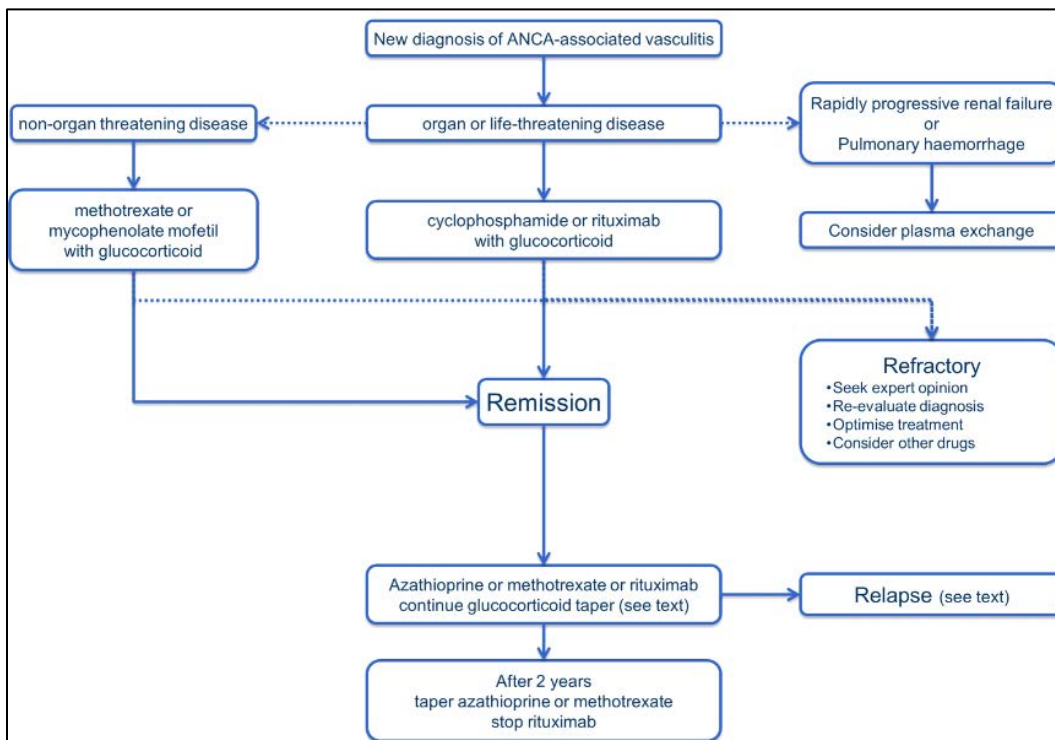 New diagnosis of ANCA-associated vasculitis
non-organ threatening disease
organ or life-threatening disease
Rapidly progressive renal failure
or
Pulmonary haemorrhage
methotrexate or
mycophenolate mofetil
with glucocorticoid
cyclophosphamide or rituximab
with glucocorticoid
Consider plasma exchange
Remission
Refractory
•Seek expert opinion
•Re-evaluate diagnosis
•Optimise treatment
•Consider other drugs
Azathioprine or methotrexate or rituximab
continue glucocorticoid taper (see text)
Relapse (see text)
After 2 years
taper azathioprine or methotrexate
stop rituximab